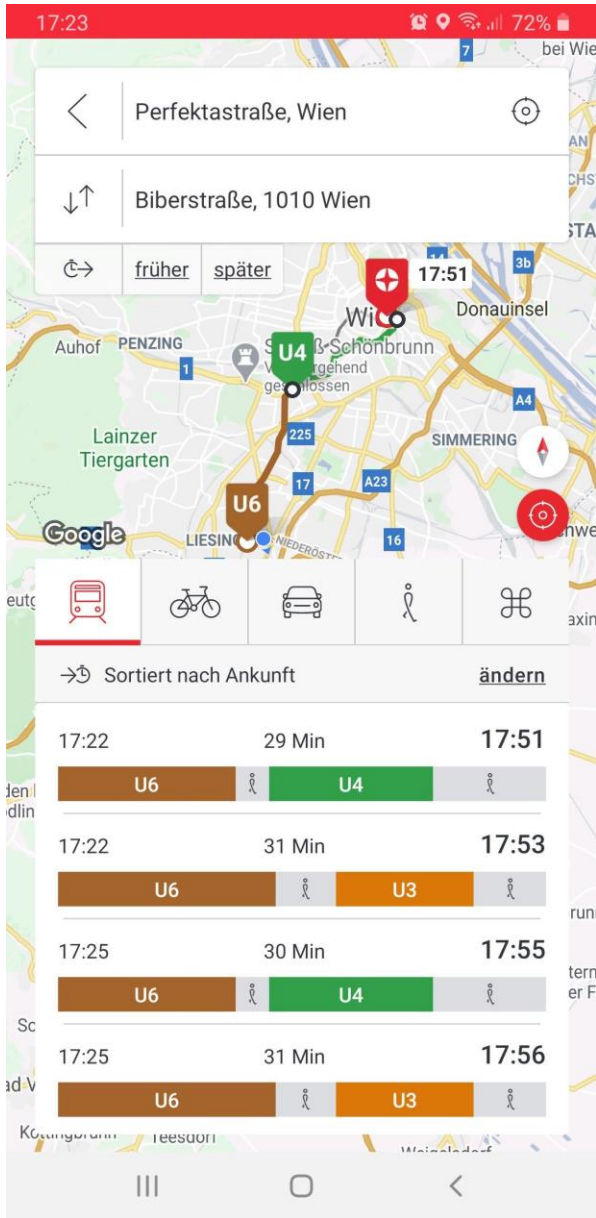 17:23
72%
7
bei Wie
Perfektastraße, Wien
Biberstraße, 1010 Wien
früher
später
14
17:51
3b
Donauinsel
Auhof
PENZING
1
U4
225
A4
Lainzer
Tiergarten
SIMMERING
17
A23
U6
Google
LIESING
16
Sortiert nach Ankunft
ändern
17:22
29 Min
17:51
U6
U4
17:22
31 Min
17:53
U6
U3
17:25
30 Min
17:55
U6
U4
17:25
31 Min
17:56
U6
U3
Teesdorf